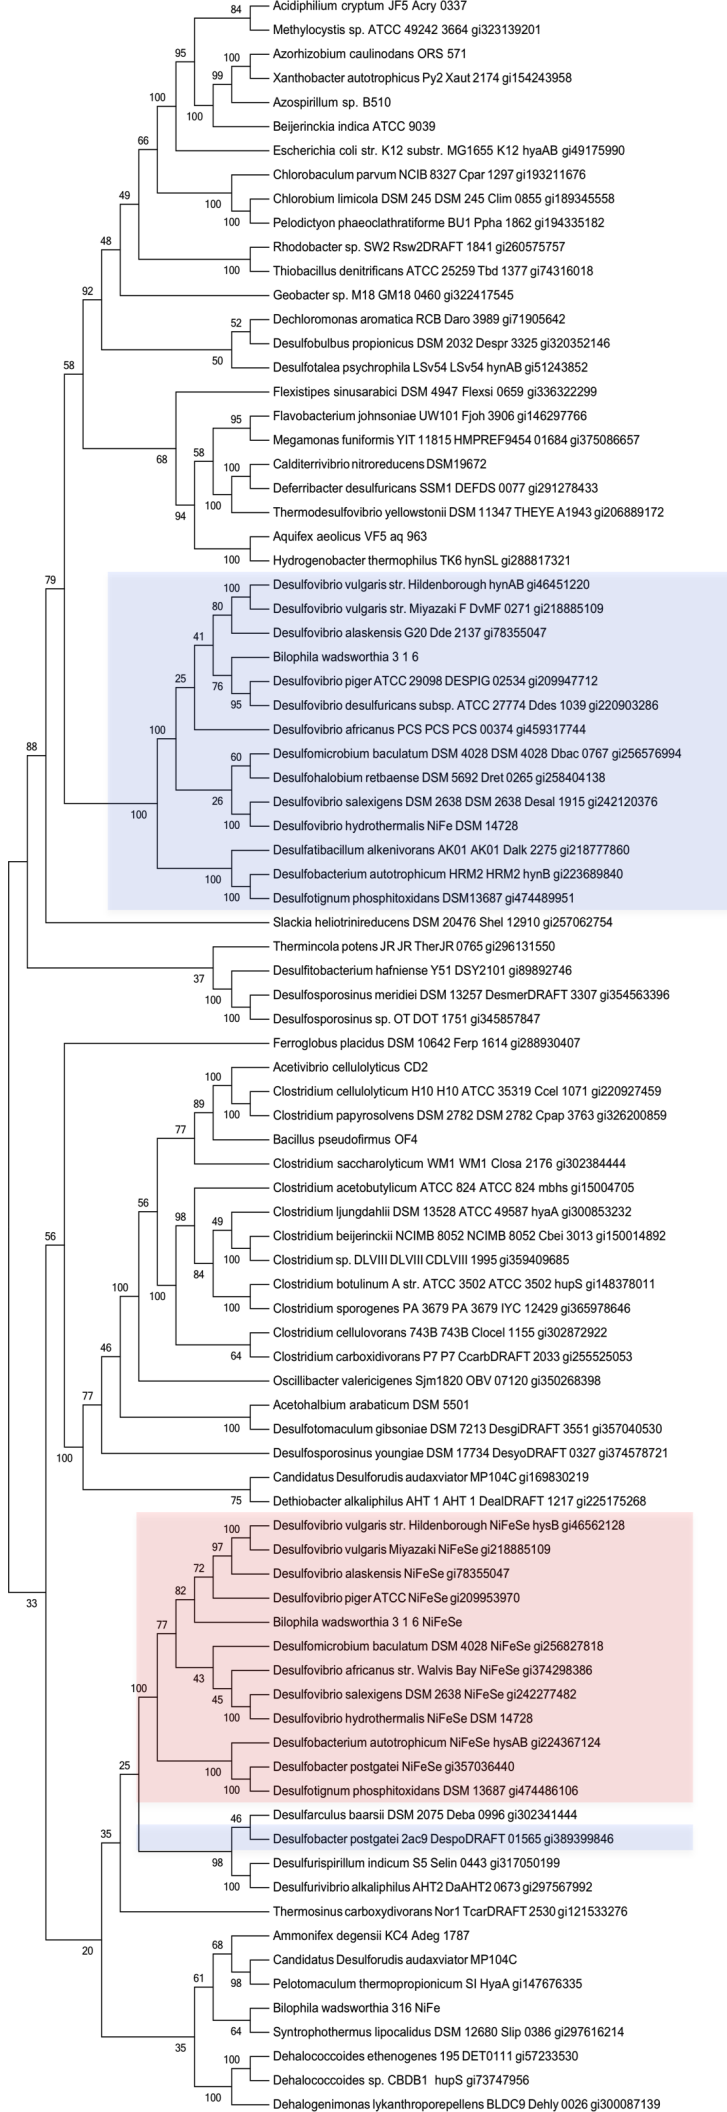 Acidiphilium cryptum JF5 Acry 0337
84
Methylocystis sp. ATCC 49242 3664 gi323139201
95
Azorhizobium caulinodans ORS 571
100
Xanthobacter autotrophicus Py2 Xaut 2174 gi154243958
99
100
Azospirillum sp. B510
100
Beijerinckia indica ATCC 9039
66
Escherichia coli str. K12 substr. MG1655 K12 hyaAB gi49175990
Chlorobaculum parvum NCIB 8327 Cpar 1297 gi193211676
49
100
Chlorobium limicola DSM 245 DSM 245 Clim 0855 gi189345558
100
Pelodictyon phaeoclathratiforme BU1 Ppha 1862 gi194335182
48
Rhodobacter sp. SW2 Rsw2DRAFT 1841 gi260575757
100
Thiobacillus denitrificans ATCC 25259 Tbd 1377 gi74316018
92
Geobacter sp. M18 GM18 0460 gi322417545
52
Dechloromonas aromatica RCB Daro 3989 gi71905642
Desulfobulbus propionicus DSM 2032 Despr 3325 gi320352146
58
50
Desulfotalea psychrophila LSv54 LSv54 hynAB gi51243852
Flexistipes sinusarabici DSM 4947 Flexsi 0659 gi336322299
95
Flavobacterium johnsoniae UW101 Fjoh 3906 gi146297766
58
68
Megamonas funiformis YIT 11815 HMPREF9454 01684 gi375086657
100
Calditerrivibrio nitroreducens DSM19672
Deferribacter desulfuricans SSM1 DEFDS 0077 gi291278433
100
94
Thermodesulfovibrio yellowstonii DSM 11347 THEYE A1943 gi206889172
Aquifex aeolicus VF5 aq 963
100
Hydrogenobacter thermophilus TK6 hynSL gi288817321
79
100
Desulfovibrio vulgaris str. Hildenborough hynAB gi46451220
80
Desulfovibrio vulgaris str. Miyazaki F DvMF 0271 gi218885109
41
Desulfovibrio alaskensis G20 Dde 2137 gi78355047
Bilophila wadsworthia 3 1 6
25
76
Desulfovibrio piger ATCC 29098 DESPIG 02534 gi209947712
95
Desulfovibrio desulfuricans subsp. ATCC 27774 Ddes 1039 gi220903286
100
Desulfovibrio africanus PCS PCS PCS 00374 gi459317744
88
60
Desulfomicrobium baculatum DSM 4028 DSM 4028 Dbac 0767 gi256576994
Desulfohalobium retbaense DSM 5692 Dret 0265 gi258404138
26
Desulfovibrio salexigens DSM 2638 DSM 2638 Desal 1915 gi242120376
100
100
Desulfovibrio hydrothermalis NiFe DSM 14728
Desulfatibacillum alkenivorans AK01 AK01 Dalk 2275 gi218777860
100
Desulfobacterium autotrophicum HRM2 HRM2 hynB gi223689840
100
Desulfotignum phosphitoxidans DSM13687 gi474489951
Slackia heliotrinireducens DSM 20476 Shel 12910 gi257062754
Thermincola potens JR JR TherJR 0765 gi296131550
37
Desulfitobacterium hafniense Y51 DSY2101 gi89892746
100
Desulfosporosinus meridiei DSM 13257 DesmerDRAFT 3307 gi354563396
100
Desulfosporosinus sp. OT DOT 1751 gi345857847
Ferroglobus placidus DSM 10642 Ferp 1614 gi288930407
100
Acetivibrio cellulolyticus CD2
89
Clostridium cellulolyticum H10 H10 ATCC 35319 Ccel 1071 gi220927459
100
Clostridium papyrosolvens DSM 2782 DSM 2782 Cpap 3763 gi326200859
77
Bacillus pseudofirmus OF4
Clostridium saccharolyticum WM1 WM1 Closa 2176 gi302384444
56
Clostridium acetobutylicum ATCC 824 ATCC 824 mbhs gi15004705
98
49
Clostridium ljungdahlii DSM 13528 ATCC 49587 hyaA gi300853232
56
Clostridium beijerinckii NCIMB 8052 NCIMB 8052 Cbei 3013 gi150014892
100
Clostridium sp. DLVIII DLVIII CDLVIII 1995 gi359409685
84
100
100
Clostridium botulinum A str. ATCC 3502 ATCC 3502 hupS gi148378011
100
Clostridium sporogenes PA 3679 PA 3679 IYC 12429 gi365978646
46
Clostridium cellulovorans 743B 743B Clocel 1155 gi302872922
64
Clostridium carboxidivorans P7 P7 CcarbDRAFT 2033 gi255525053
77
Oscillibacter valericigenes Sjm1820 OBV 07120 gi350268398
Acetohalbium arabaticum DSM 5501
100
Desulfotomaculum gibsoniae DSM 7213 DesgiDRAFT 3551 gi357040530
100
Desulfosporosinus youngiae DSM 17734 DesyoDRAFT 0327 gi374578721
Candidatus Desulforudis audaxviator MP104C gi169830219
75
Dethiobacter alkaliphilus AHT 1 AHT 1 DealDRAFT 1217 gi225175268
100
Desulfovibrio vulgaris str. Hildenborough NiFeSe hysB gi46562128
97
Desulfovibrio vulgaris Miyazaki NiFeSe gi218885109
72
Desulfovibrio alaskensis NiFeSe gi78355047
82
Desulfovibrio piger ATCC NiFeSe gi209953970
33
77
Bilophila wadsworthia 3 1 6 NiFeSe
Desulfomicrobium baculatum DSM 4028 NiFeSe gi256827818
43
Desulfovibrio africanus str. Walvis Bay NiFeSe gi374298386
100
45
Desulfovibrio salexigens DSM 2638 NiFeSe gi242277482
100
Desulfovibrio hydrothermalis NiFeSe DSM 14728
Desulfobacterium autotrophicum NiFeSe hysAB gi224367124
25
100
Desulfobacter postgatei NiFeSe gi357036440
100
Desulfotignum phosphitoxidans DSM 13687 gi474486106
46
Desulfarculus baarsii DSM 2075 Deba 0996 gi302341444
35
Desulfobacter postgatei 2ac9 DespoDRAFT 01565 gi389399846
98
Desulfurispirillum indicum S5 Selin 0443 gi317050199
100
Desulfurivibrio alkaliphilus AHT2 DaAHT2 0673 gi297567992
Thermosinus carboxydivorans Nor1 TcarDRAFT 2530 gi121533276
20
68
Ammonifex degensii KC4 Adeg 1787
Candidatus Desulforudis audaxviator MP104C
61
98
Pelotomaculum thermopropionicum SI HyaA gi147676335
Bilophila wadsworthia 316 NiFe
64
Syntrophothermus lipocalidus DSM 12680 Slip 0386 gi297616214
35
100
Dehalococcoides ethenogenes 195 DET0111 gi57233530
Dehalococcoides sp. CBDB1 hupS gi73747956
100
Dehalogenimonas lykanthroporepellens BLDC9 Dehly 0026 gi300087139